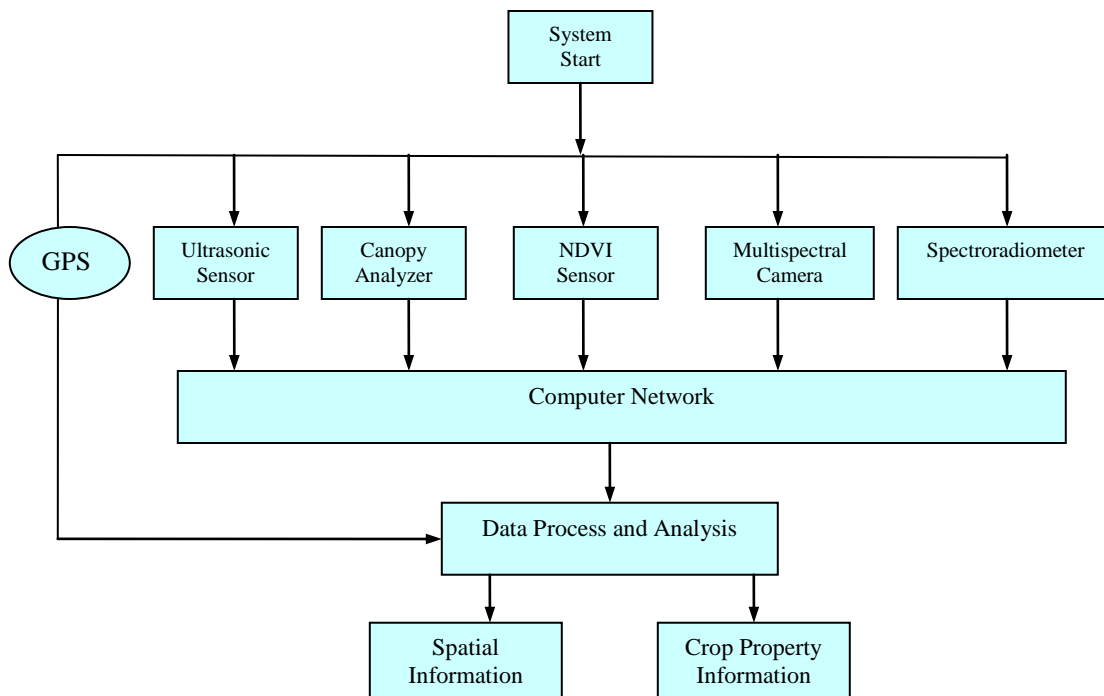 System
Start
GPS
Ultrasonic
Sensor
Canopy
Analyzer
NDVI
Sensor
Multispectral
Camera
Spectroradiometer
Computer Network
Data Process and Analysis
Spatial
Information
Crop Property
Information